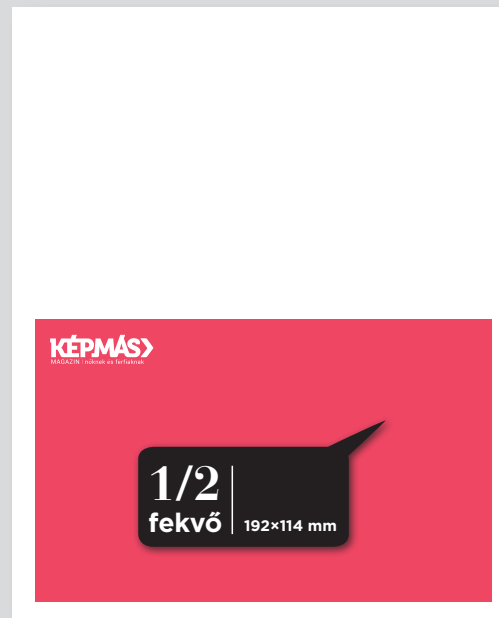 KÉPMÁS
MAGAZIN | nőknek és férfiaknak
1/2
fekvő
192×114 mm